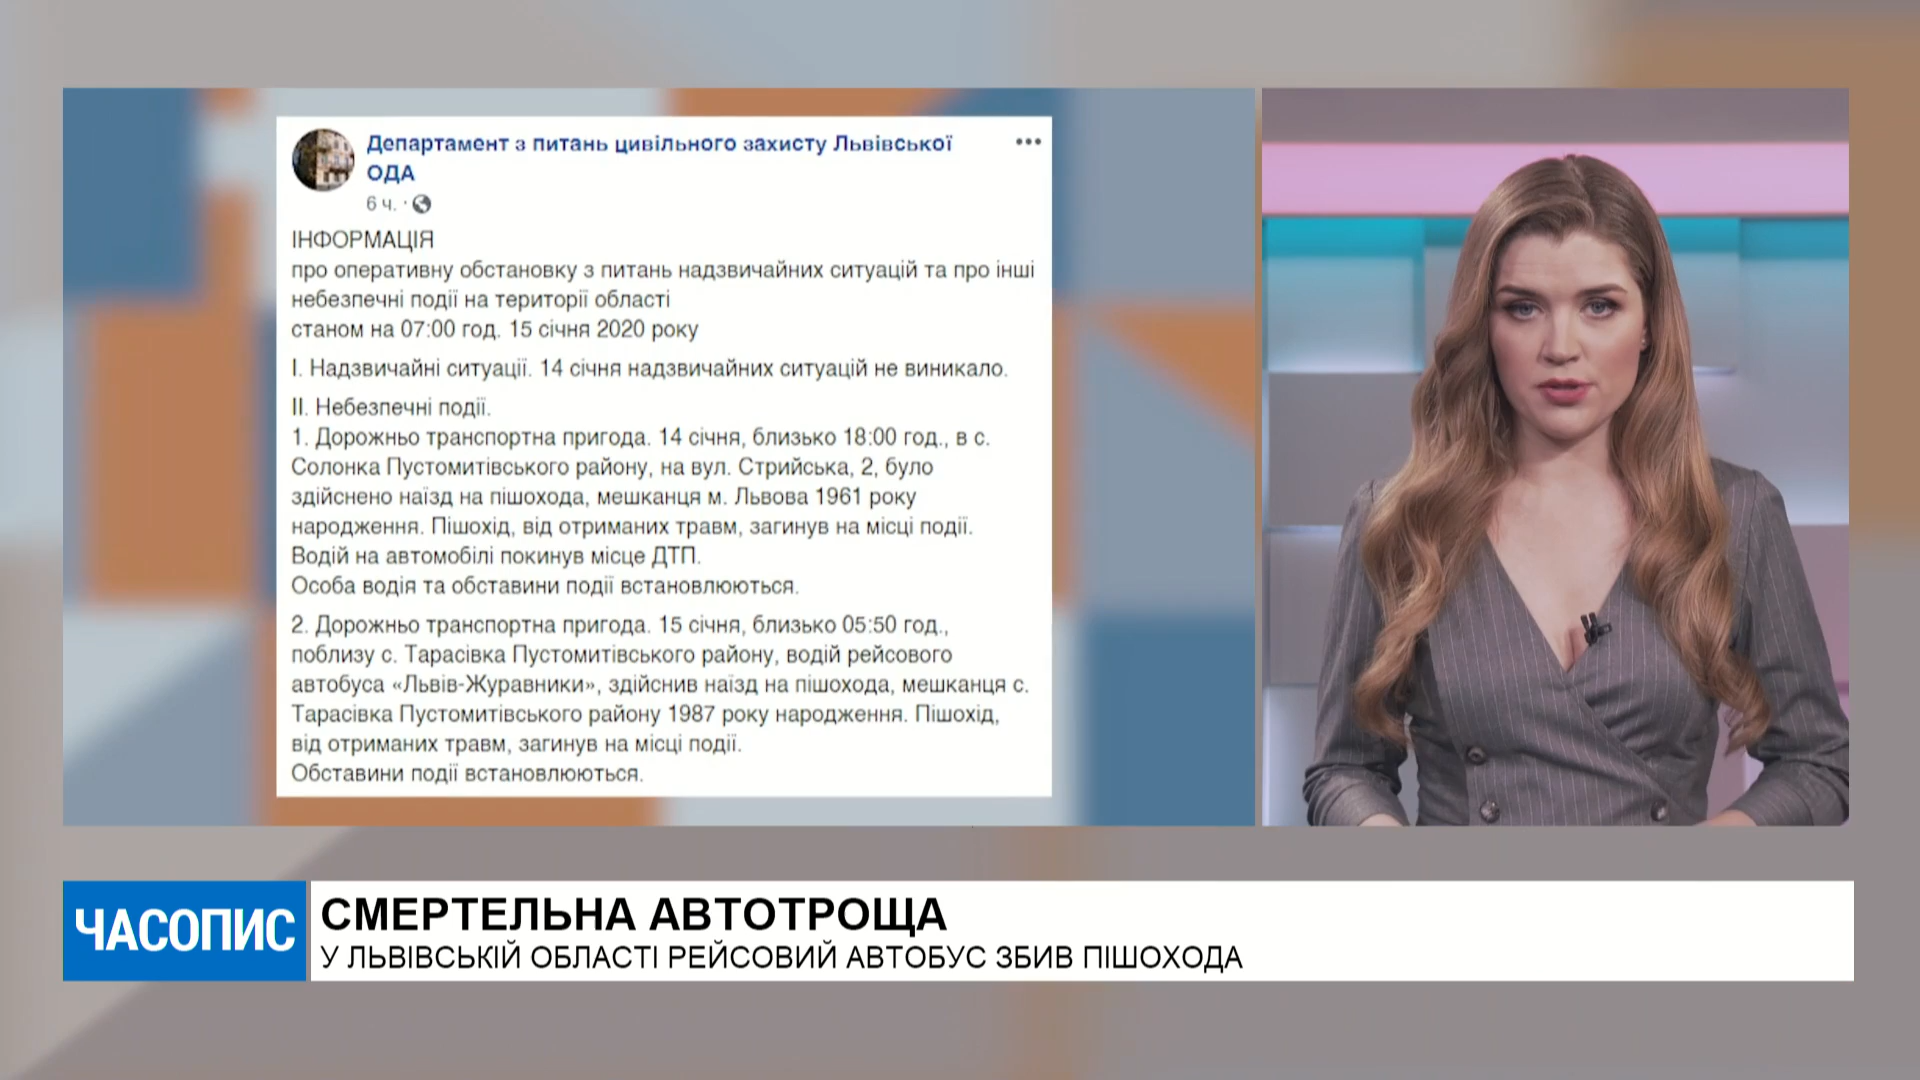 Департамент з питань цивільного захисту Львівської
ОДА
6 ч. ·
ІНФОРМАЦІЯ
про оперативну обстановку з питань надзвичайних ситуацій та про інші
небезпечні події на території області
станом на 07:00 год. 15 січня 2020 року
І. Надзвичайні ситуації. 14 січня надзвичайних ситуацій не виникало.
ІІ. Небезпечні події.
1. Дорожньо транспортна пригода. 14 січня, близько 18:00 год., в с.
Солонка Пустомитівського району, на вул. Стрийська, 2, було
здійснено наїзд на пішохода, мешканця м. Львова 1961 року
народження. Пішохід, від отриманих травм, загинув на місці події.
Водій на автомобілі покинув місце ДТП.
Особа водія та обставини події встановлюються.
2. Дорожньо транспортна пригода. 15 січня, близько 05:50 год.,
поблизу с. Тарасівка Пустомитівського району, водій рейсового
автобуса «Львів-Журавники», здійснив наїзд на пішохода, мешканця с.
Тарасівка Пустомитівського району 1987 року народження. Пішохід,
від отриманих травм, загинув на місці події.
Обставини події встановлюються.
ЧАСОПИС
СМЕРТЕЛЬНА АВТОТРОЩА
У ЛЬВІВСЬКІЙ ОБЛАСТІ РЕЙСОВИЙ АВТОБУС ЗБИВ ПІШОХОДА